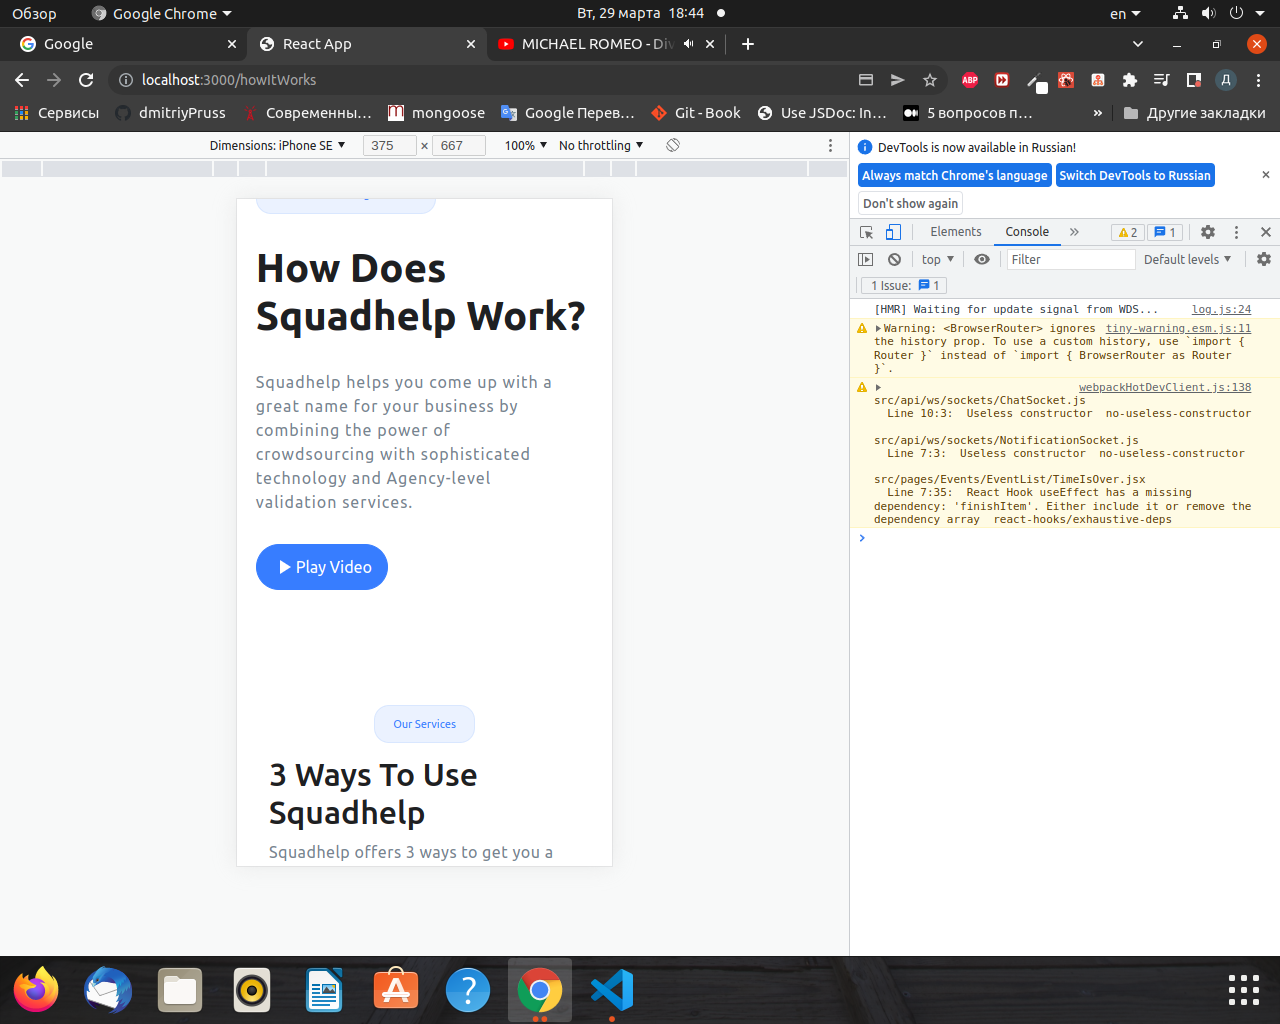 Обзор
Google Chrome
Вт, 29 марта 18:44
en
Google
React App
MICHAEL ROMEO - Div
localhost:3000/howItWorks
ABP
Д
Сервисы
dmitriyPruss
Современны...
mongoose
Google Перев...
Git - Book
Use JSDoc: In...
5 вопросов п...
»
Другие закладки
Dimensions: iPhone SE
375 × 667
100%
No throttling
How Does
Squadhelp Work?
Squadhelp helps you come up with a
great name for your business by
combining the power of
crowdsourcing with sophisticated
technology and Agency-level
validation services.
Play Video
Our Services
3 Ways To Use
Squadhelp
Squadhelp offers 3 ways to get you a
DevTools is now available in Russian!
Always match Chrome's language
Switch DevTools to Russian
Don't show again
Elements
Console
2
1
top
Filter
Default levels
1 Issue: 1
[HMR] Waiting for update signal from WDS... log.js:24
Warning: <BrowserRouter> ignores tiny-warning.esm.js:11
the history prop. To use a custom history, use `import {
Router }` instead of `import { BrowserRouter as Router
}`.
webpackHotDevClient.js:138
src/api/ws/sockets/ChatSocket.js
Line 10:3: Useless constructor no-useless-constructor
src/api/ws/sockets/NotificationSocket.js
Line 7:3: Useless constructor no-useless-constructor
src/pages/Events/EventList/TimeIsOver.jsx
Line 7:35: React Hook useEffect has a missing
dependency: 'finishItem'. Either include it or remove the
dependency array react-hooks/exhaustive-deps